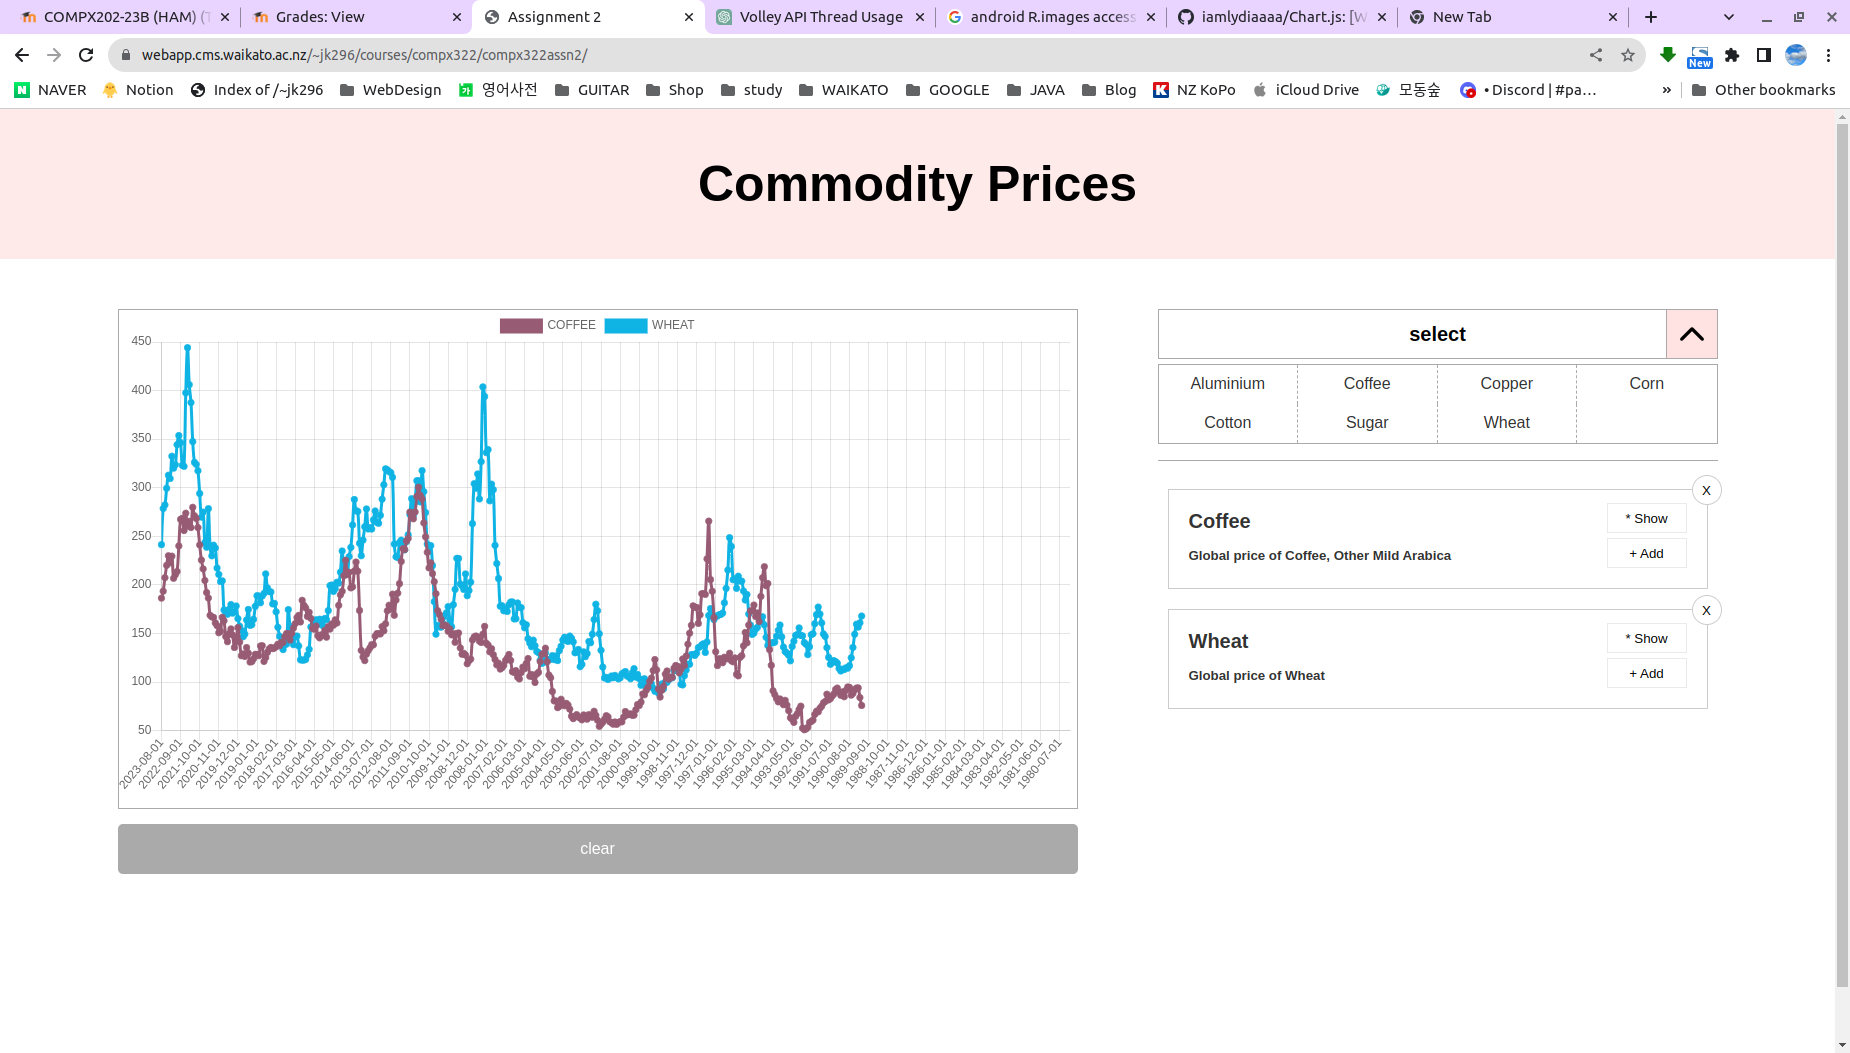 COMPX202-23B (HAM)
Grades: View
Assignment 2
Volley API Thread Usage
android R.images access
iamlydiaaaa/Chart.js: [W
New Tab
webapp.cms.waikato.ac.nz/~jk296/courses/compx322/compx322assn2/
New
NAVER
Notion
Index of /~jk296
WebDesign
영어사전
GUITAR
Shop
study
WAIKATO
GOOGLE
JAVA
Blog
NZ KoPo
iCloud Drive
모동숲
• Discord | #pa...
»
Other bookmarks
Commodity Prices
COFFEE WHEAT
450
400
350
300
250
200
150
100
50
2023-08-01
2022-09-01
2021-10-01
2020-11-01
2019-12-01
2019-01-01
2018-02-01
2017-03-01
2016-04-01
2015-05-01
2014-06-01
2013-07-01
2012-08-01
2011-09-01
2010-10-01
2009-11-01
2008-12-01
2008-01-01
2007-02-01
2006-03-01
2005-04-01
2004-05-01
2003-06-01
2002-07-01
2001-08-01
2000-09-01
1999-10-01
1998-11-01
1997-12-01
1997-01-01
1996-02-01
1995-03-01
1994-04-01
1993-05-01
1992-06-01
1991-07-01
1990-08-01
1989-09-01
1988-10-01
1987-11-01
1986-12-01
1986-01-01
1985-02-01
1984-03-01
1983-04-01
1982-05-01
1981-06-01
1980-07-01
clear
select
Aluminium Coffee Copper Corn
Cotton Sugar Wheat
X
Coffee
* Show
Global price of Coffee, Other Mild Arabica
+ Add
X
Wheat
* Show
Global price of Wheat
+ Add